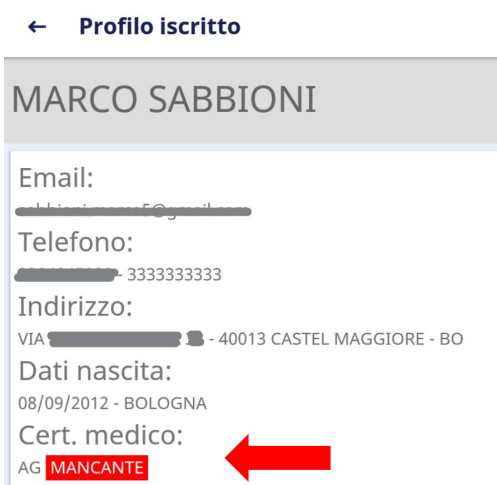 ← Profilo iscritto
MARCO SABBIONI
Email:
Telefono:
- 3333333333
Indirizzo:
VIA - 40013 CASTEL MAGGIORE - BO
Dati nascita:
08/09/2012 - BOLOGNA
Cert. medico:
AG MANCANTE